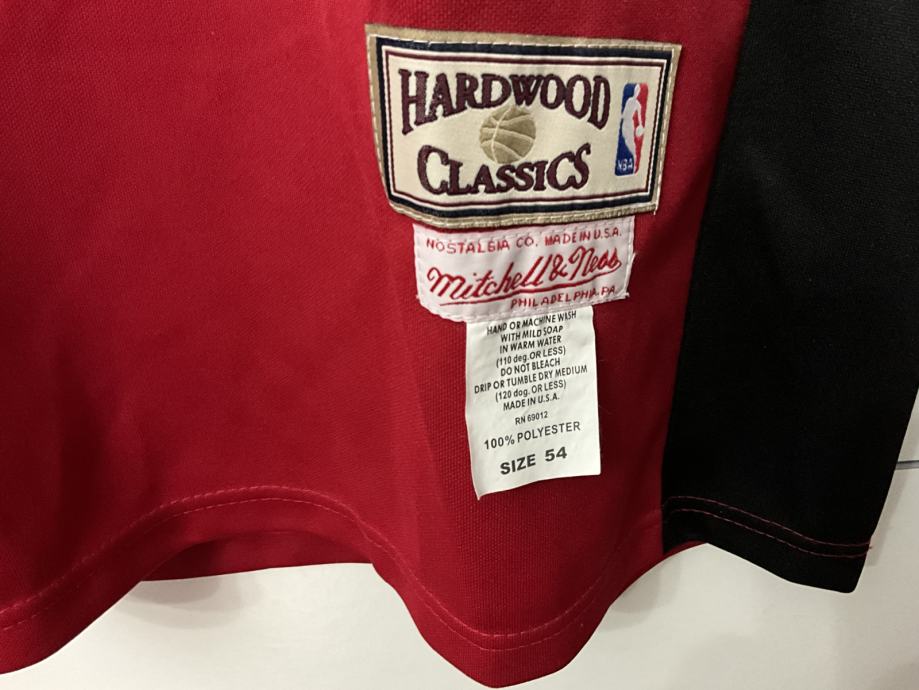 HARDWOOD
CLASSICS
NBA
NOSTALGIA CO. MADE IN U.S.A.
Mitchell & Ness
PHILADELPHIA, PA
HAND OR MACHINE WASH
WITH MILD SOAP
IN WARM WATER
(110 deg. OR LESS)
DO NOT BLEACH
DRIP OR TUMBLE DRY MEDIUM
(120 dog. OR LESS)
MADE IN U.S.A.
RN 69012
100% POLYESTER
SIZE 54